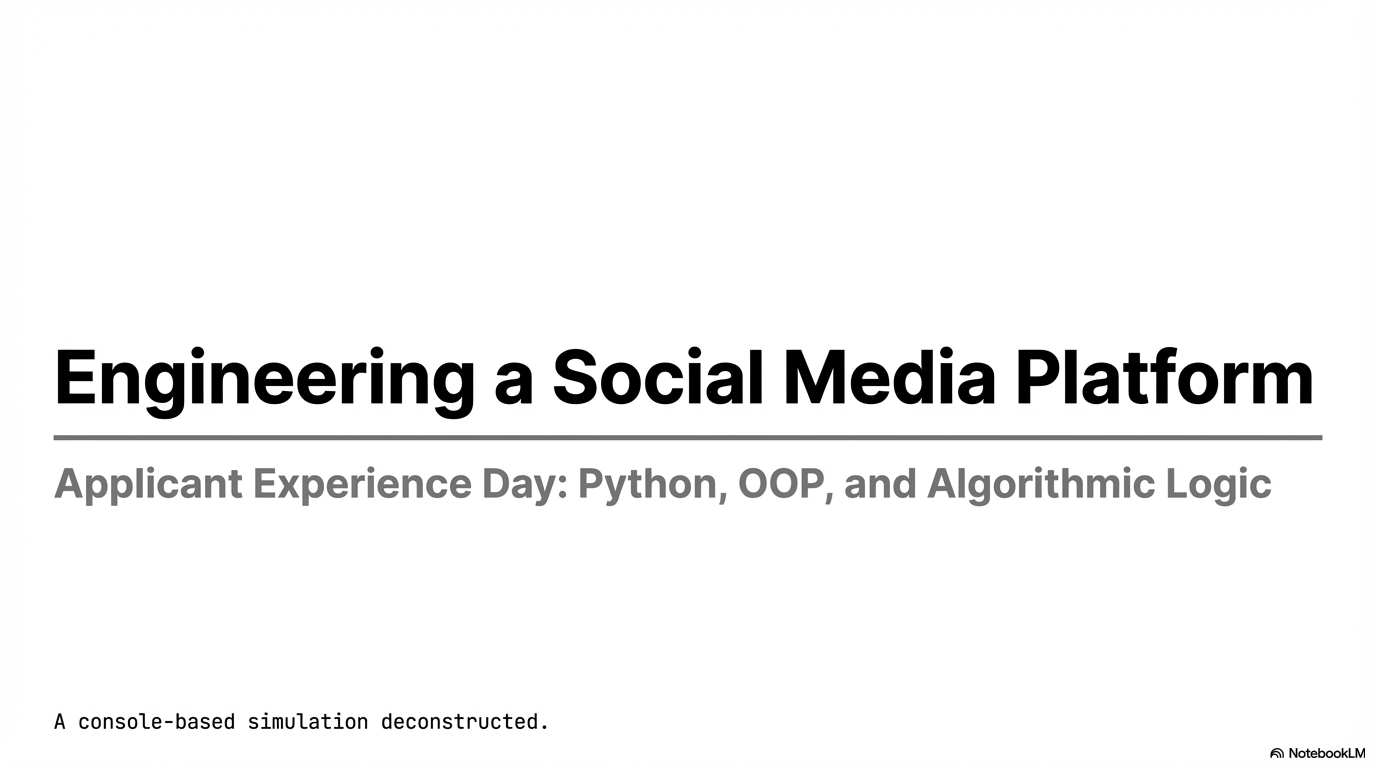 Engineering a Social Media Platform
Applicant Experience Day: Python, OOP, and Algorithmic Logic
A console-based simulation deconstructed.
NotebookLM